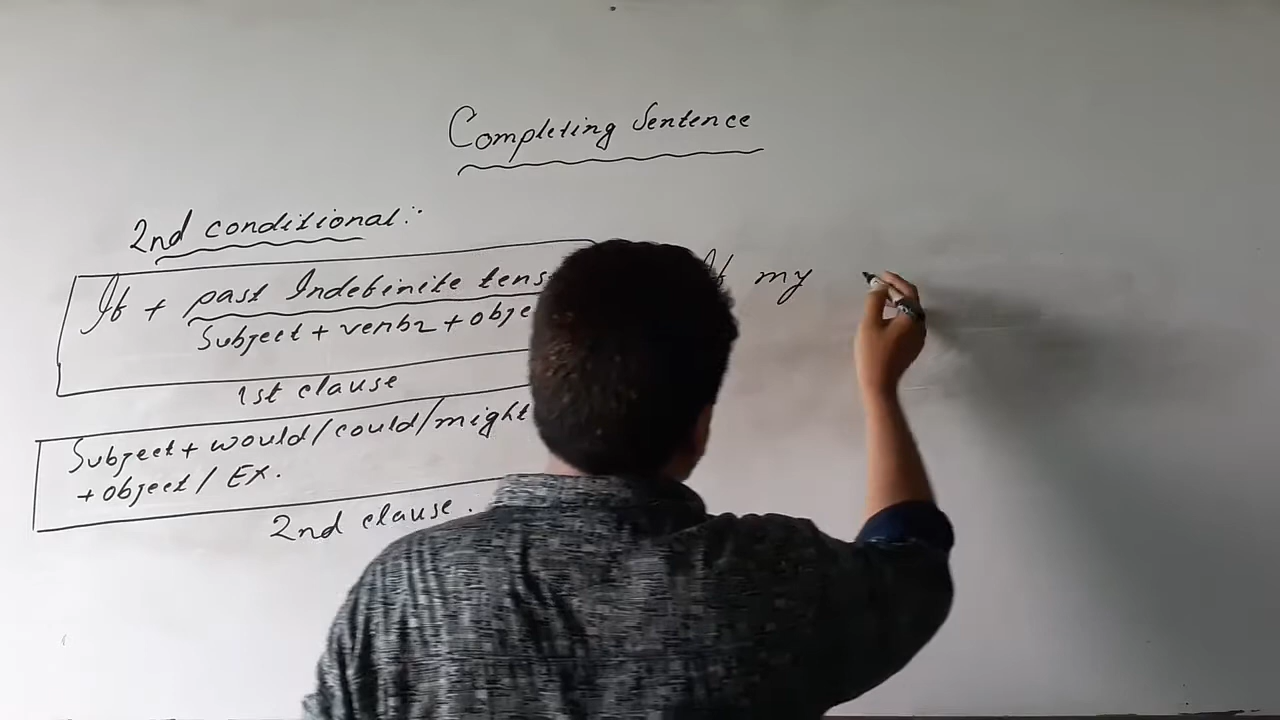 Completing Sentence
2nd conditional:
If + past Indefinite tens
Subject + verb2 + obje
1st clause
Subject + would/could/might
+ object / Ex.
2nd clause.
If my